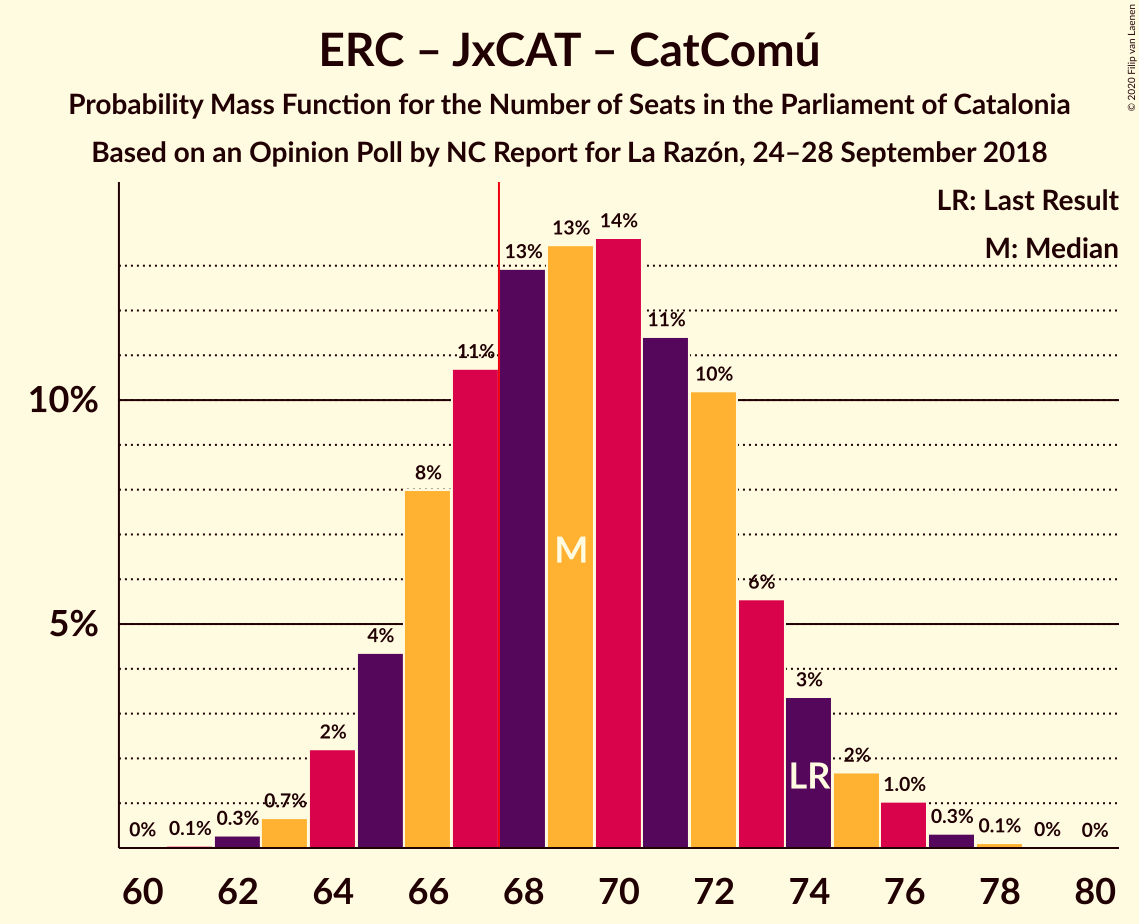 ERC – JxCAT – CatComú
Probability Mass Function for the Number of Seats in the Parliament of Catalonia
Based on an Opinion Poll by NC Report for La Razón, 24–28 September 2018
© 2020 Filip van Laenen
LR: Last Result
M: Median
10%
5%
0%
0.1%
0.3%
0.7%
2%
4%
8%
11%
13%
13%
14%
11%
10%
6%
3%
2%
1.0%
0.3%
0.1%
0%
0%
M
LR
60 62 64 66 68 70 72 74 76 78 80